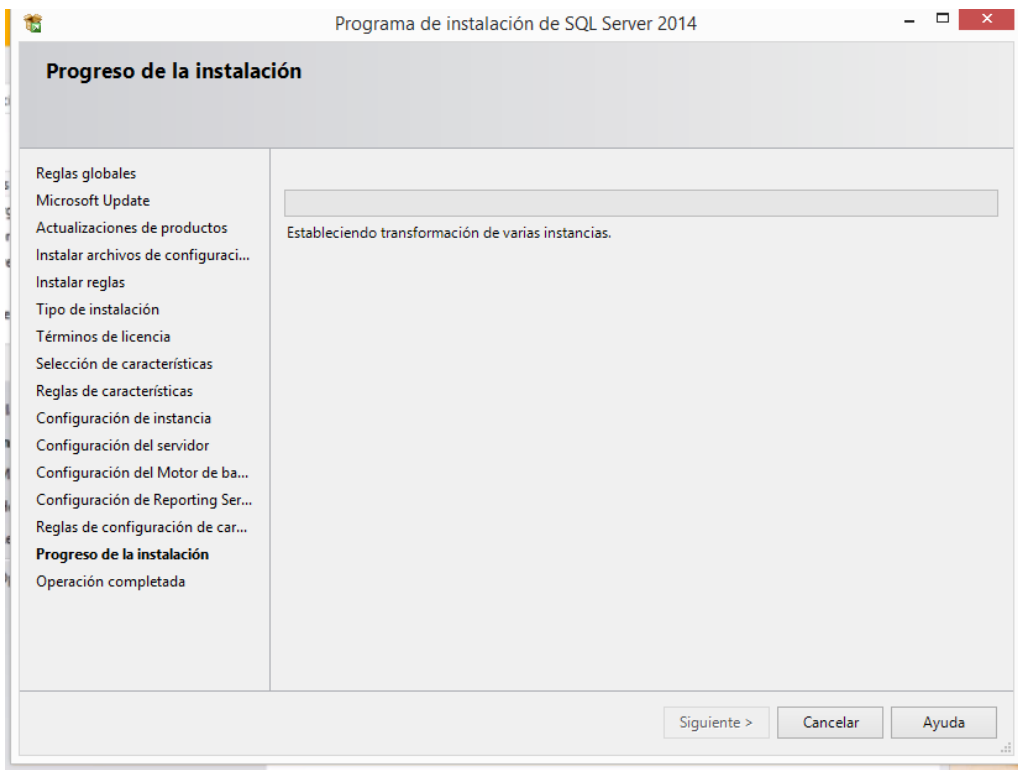 Programa de instalación de SQL Server 2014
Progreso de la instalación
Reglas globales
Microsoft Update
Actualizaciones de productos
Instalar archivos de configuraci...
Instalar reglas
Tipo de instalación
Términos de licencia
Selección de características
Reglas de características
Configuración de instancia
Configuración del servidor
Configuración del Motor de ba...
Configuración de Reporting Ser...
Reglas de configuración de car...
Progreso de la instalación
Operación completada
Estableciendo transformación de varias instancias.
Siguiente >
Cancelar
Ayuda